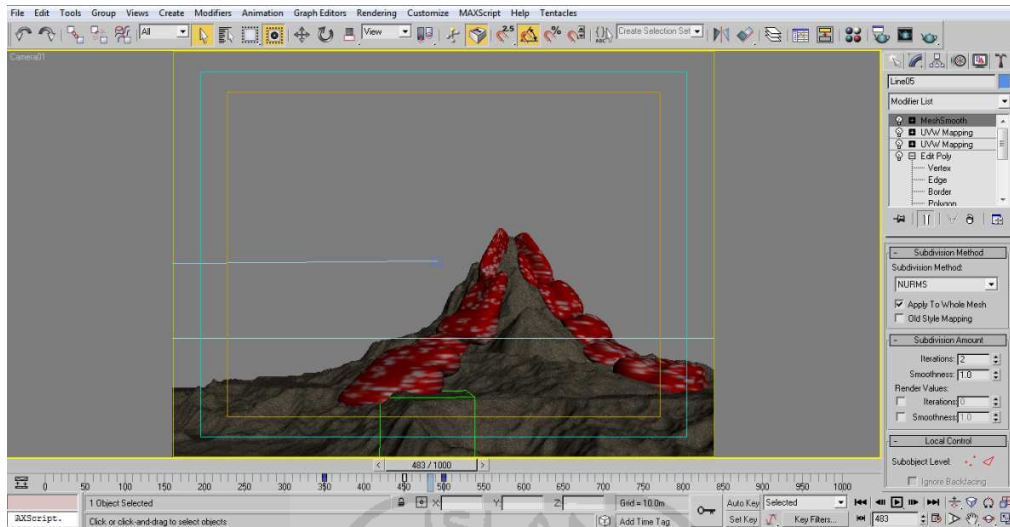 File Edit Tools Group Views Create Modifiers Animation Graph Editors Rendering Customize MAXScript Help Tentacles
All
View
2.5
Create Selection Set
Camera01
Line05
Modifier List
MeshSmooth
UVW Mapping
UVW Mapping
Edit Poly
Vertex
Edge
Border
Polygon
- Subdivision Method
Subdivision Method:
NURMS
Apply To Whole Mesh
Old Style Mapping
- Subdivision Amount
Iterations: 2
Smoothness: 1.0
Render Values:
Iterations: 0
Smoothness: 1.0
- Local Control
Subobject Level:
Ignore Backfacing
< 483 / 1000 >
0 50 100 150 200 250 300 350 400 450 500 550 600 650 700 750 800 850 900 950 1000
1 Object Selected X: Y: Z: Grid = 10.0m Auto Key Selected
MAXScript. Click or click-and-drag to select objects Add Time Tag Set Key Key Filters... 483
ISLAM